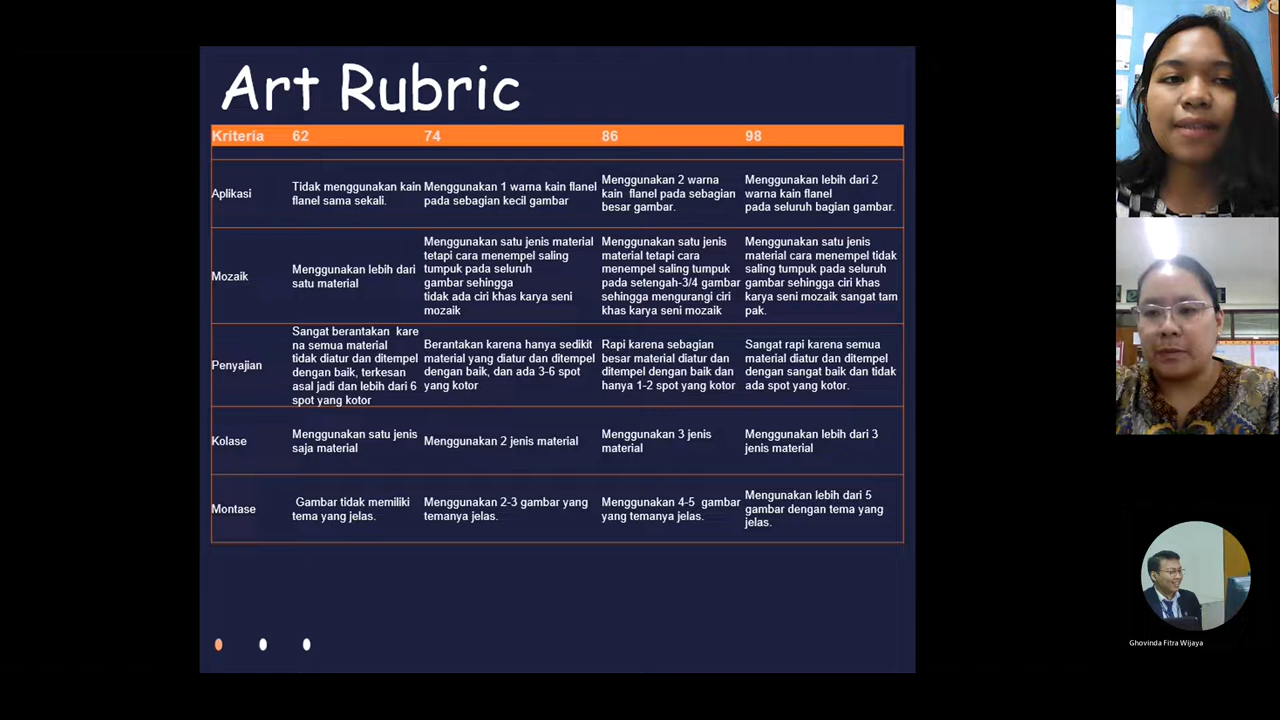 Art Rubric
Kriteria 62 74 86 98
Aplikasi
Tidak menggunakan kain
flanel sama sekali.
Menggunakan 1 warna kain flanel
pada sebagian kecil gambar
Menggunakan 2 warna
kain flanel pada sebagian
besar gambar.
Menggunakan lebih dari 2
warna kain flanel
pada seluruh bagian gambar.
Mozaik
Menggunakan lebih dari
satu material
Menggunakan satu jenis material
tetapi cara menempel saling
tumpuk pada seluruh
gambar sehingga
tidak ada ciri khas karya seni
mozaik
Menggunakan satu jenis
material tetapi cara
menempel saling tumpuk
pada setengah-3/4 gambar
sehingga mengurangi ciri
khas karya seni mozaik
Menggunakan satu jenis
material cara menempel tidak
saling tumpuk pada seluruh
gambar sehingga ciri khas
karya seni mozaik sangat tam
pak.
Penyajian
Sangat berantakan kare
na semua material
tidak diatur dan ditempel
dengan baik, terkesan
asal jadi dan lebih dari 6
spot yang kotor
Berantakan karena hanya sedikit
material yang diatur dan ditempel
dengan baik, dan ada 3-6 spot
yang kotor
Rapi karena sebagian
besar material diatur dan
ditempel dengan baik dan
hanya 1-2 spot yang kotor
Sangat rapi karena semua
material diatur dan ditempel
dengan sangat baik dan tidak
ada spot yang kotor.
Kolase
Menggunakan satu jenis
saja material
Menggunakan 2 jenis material
Menggunakan 3 jenis
material
Menggunakan lebih dari 3
jenis material
Montase
Gambar tidak memiliki
tema yang jelas.
Menggunakan 2-3 gambar yang
temanya jelas.
Menggunakan 4-5 gambar
yang temanya jelas.
Mengunakan lebih dari 5
gambar dengan tema yang
jelas.
Ghovinda Fitra Wijaya